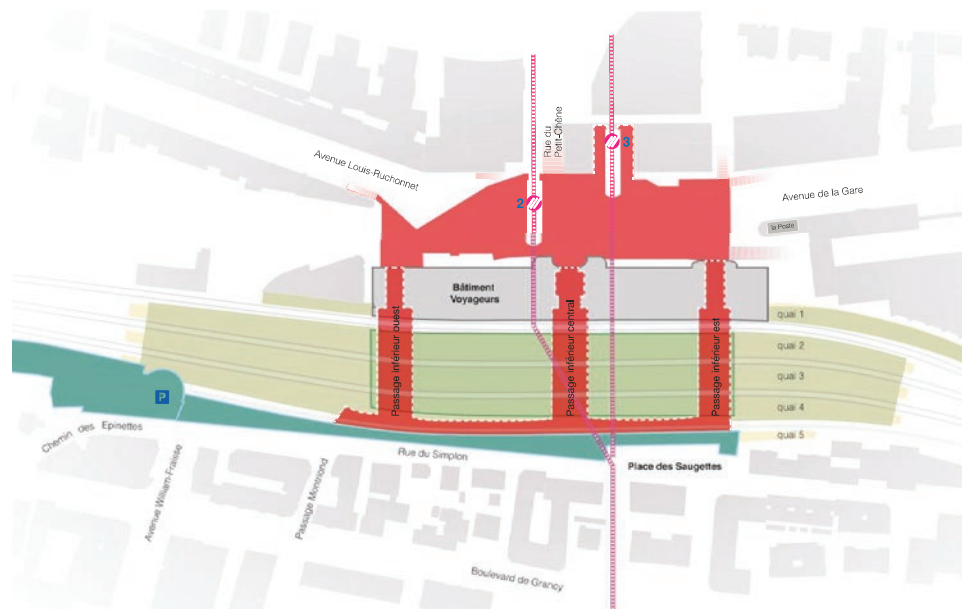 Rue du
Petit-Chêne
3
Avenue Louis-Ruchonnet
Avenue de la Gare
2
la Poste
Bâtiment
Voyageurs
Passage inférieur ouest
Passage inférieur central
Passage inférieur est
quai 1
quai 2
quai 3
quai 4
quai 5
P
Chemin des Epinettes
Avenue William-Fraisse
Passage Montriond
Rue du Simplon
Place des Saugettes
Boulevard de Grancy